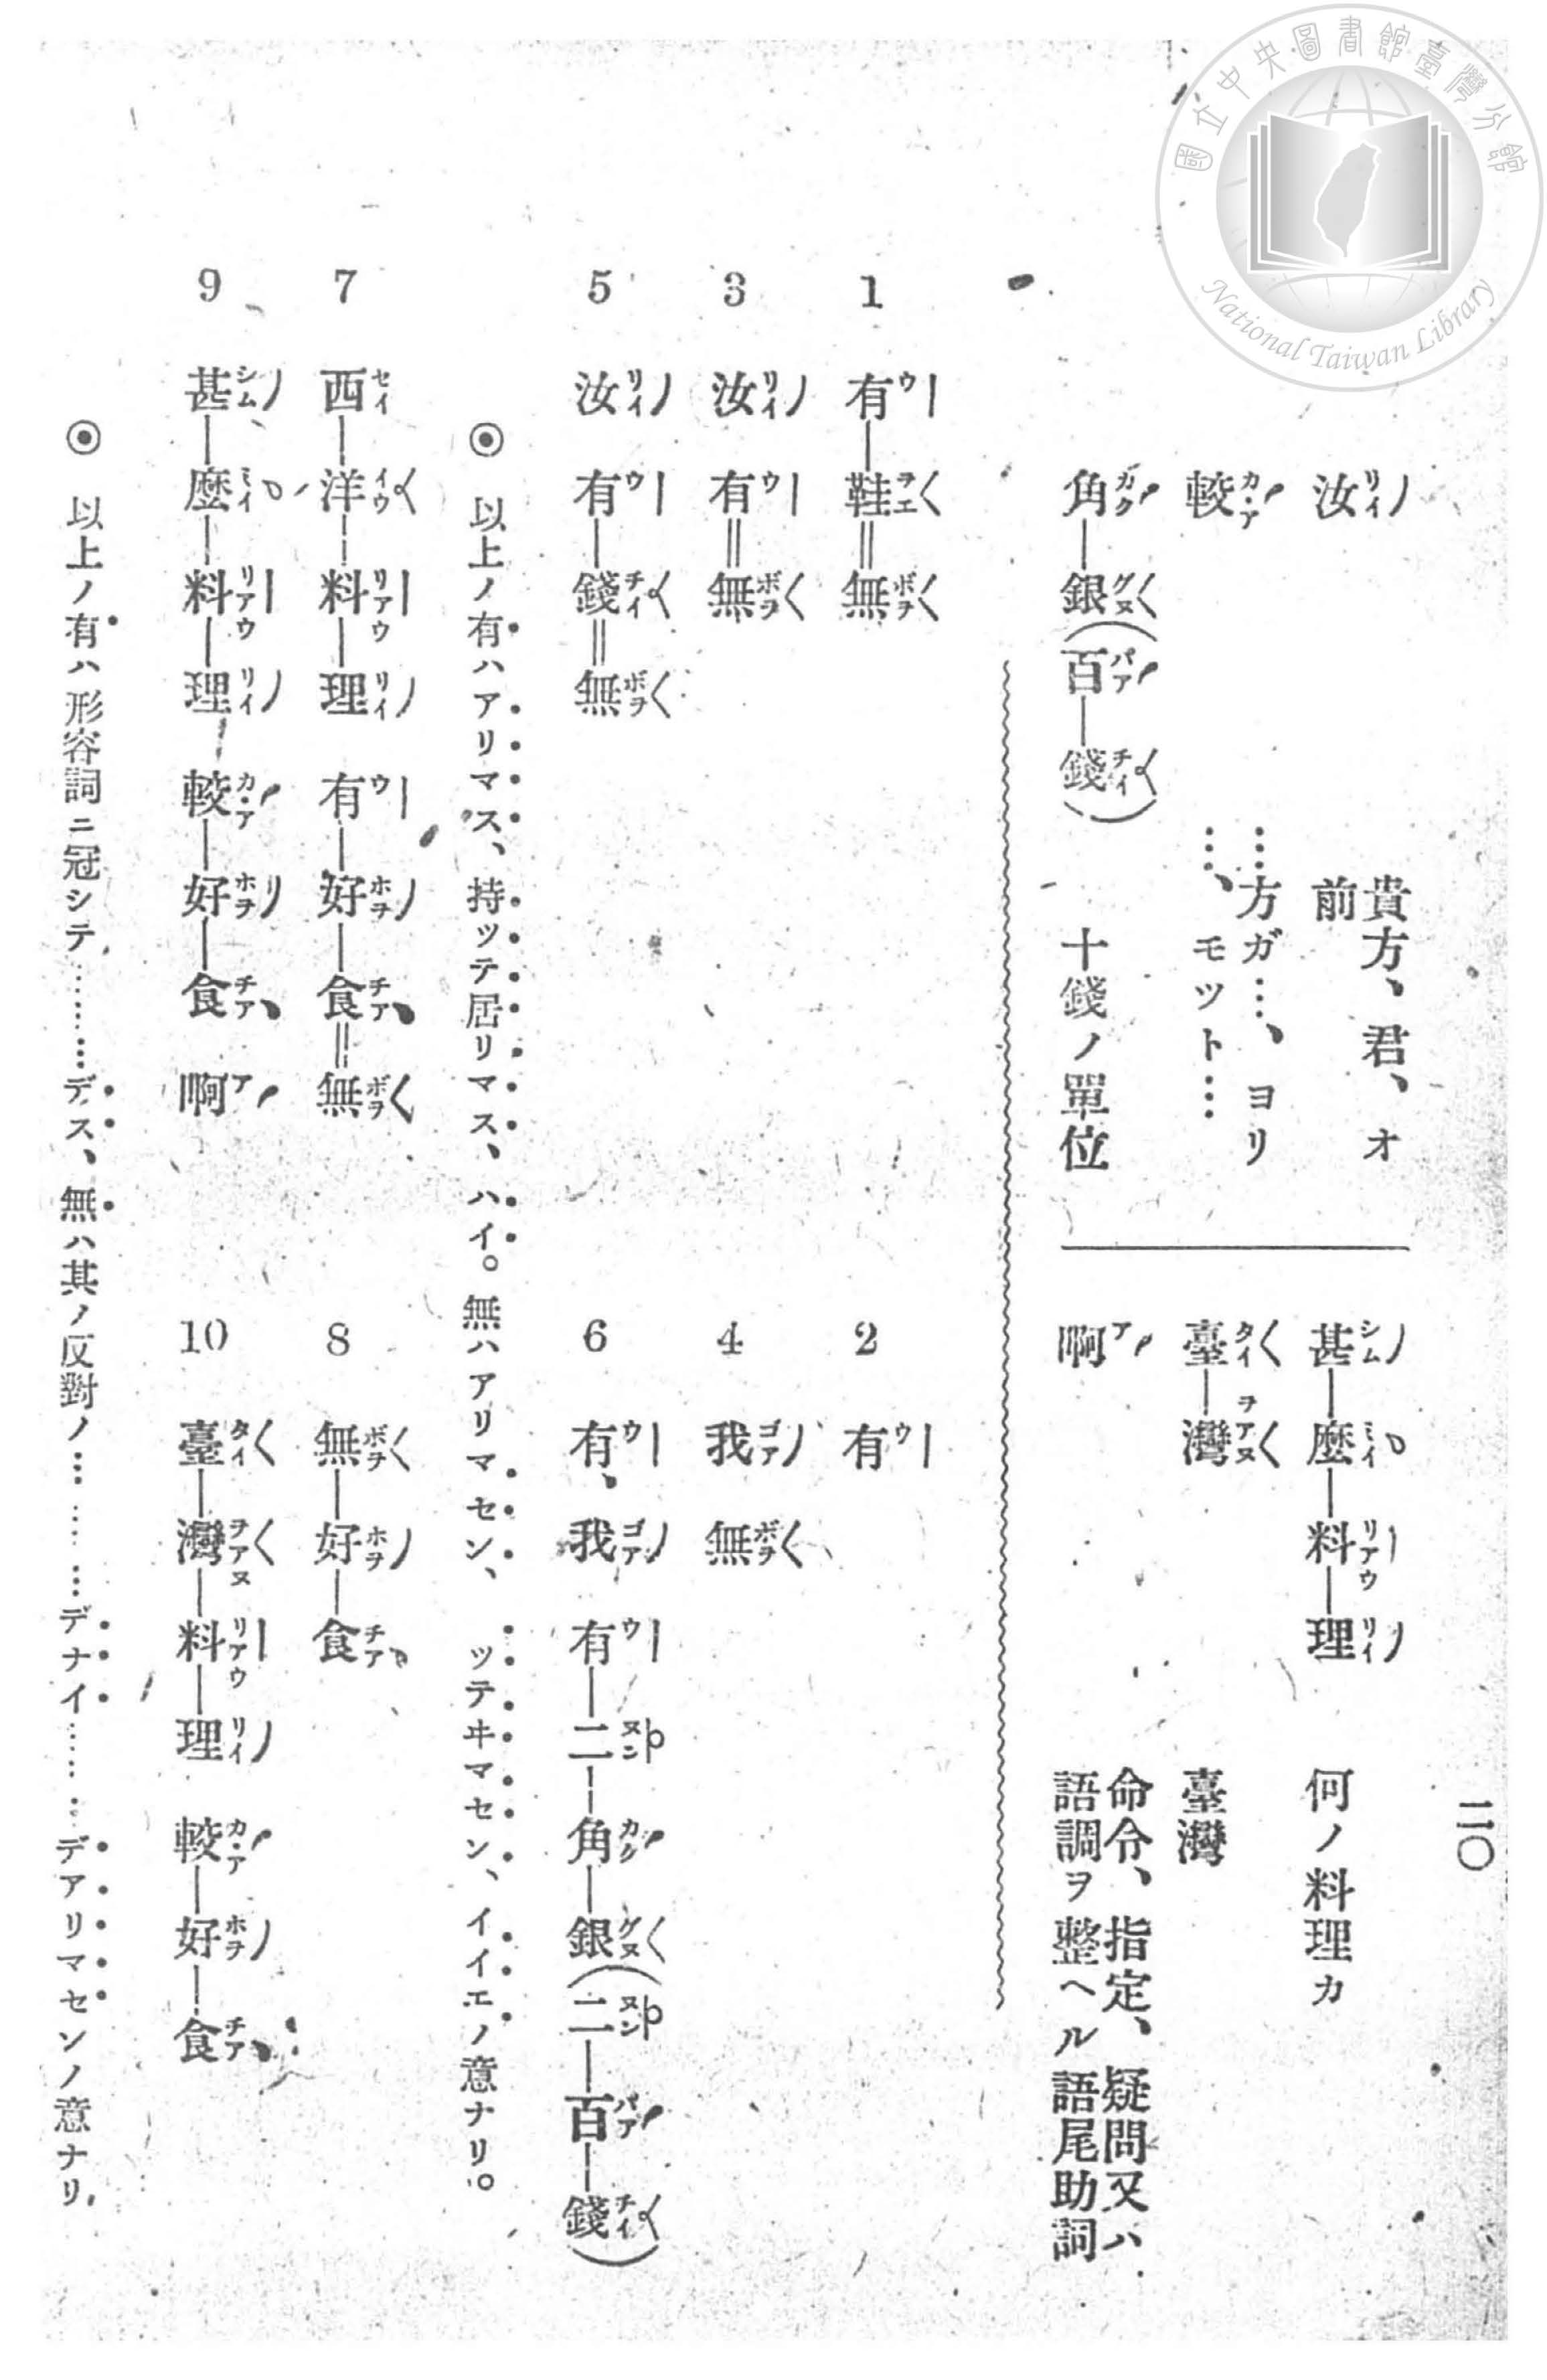 國立中央圖書館臺灣分館
National Taiwan Library
二〇
汝リイ 貴方、君、オ
前
較カ・ア ……方ガ…、ヨリ
……、モット…
角カク―銀グヌ(百パア―錢チイ) 十錢ノ單位
甚シム―麼ミイ―料リアウ―理リイ 何ノ料理カ
臺タイ―灣ヲアヌ 臺灣
啊ア 命令、指定、疑問又ハ
語調ヲ整ヘル語尾助詞
1 有ウ―鞋ヲエ=無ボヲ
2 有ウ
3 汝リイ 有ウ=無ボヲ
4 我ゴア 無ボヲ
5 汝リイ 有ウ―錢チイ=無ボヲ
6 有ウ、我ゴア 有ウ―二ヌン―角カク―銀グヌ(二ヌン―百パア―錢チイ)
◉ 以上ノ有ハアリマス、持ッテ居リマス、ハイ。無ハアリマセン、 ッテヰマセン、イイエノ意ナリ。
7 西セイ―洋イウ―料リアウ―理リイ 有ウ―好ホヲ―食チア=無ボヲ
8 無ボヲ―好ホヲ―食チア
9 甚シム―麼ミイ―料リアウ―理リイ 較カ・ア―好ホヲ―食チア 啊ア
10 臺タイ―灣ヲアヌ―料リアウ―理リイ 較カ・ア―好ホヲ―食チア
◉ 以上ノ有ハ形容詞ニ冠シテ………デス、無ハ其ノ反對ノ………デナイ………デアリマセンノ意ナリ